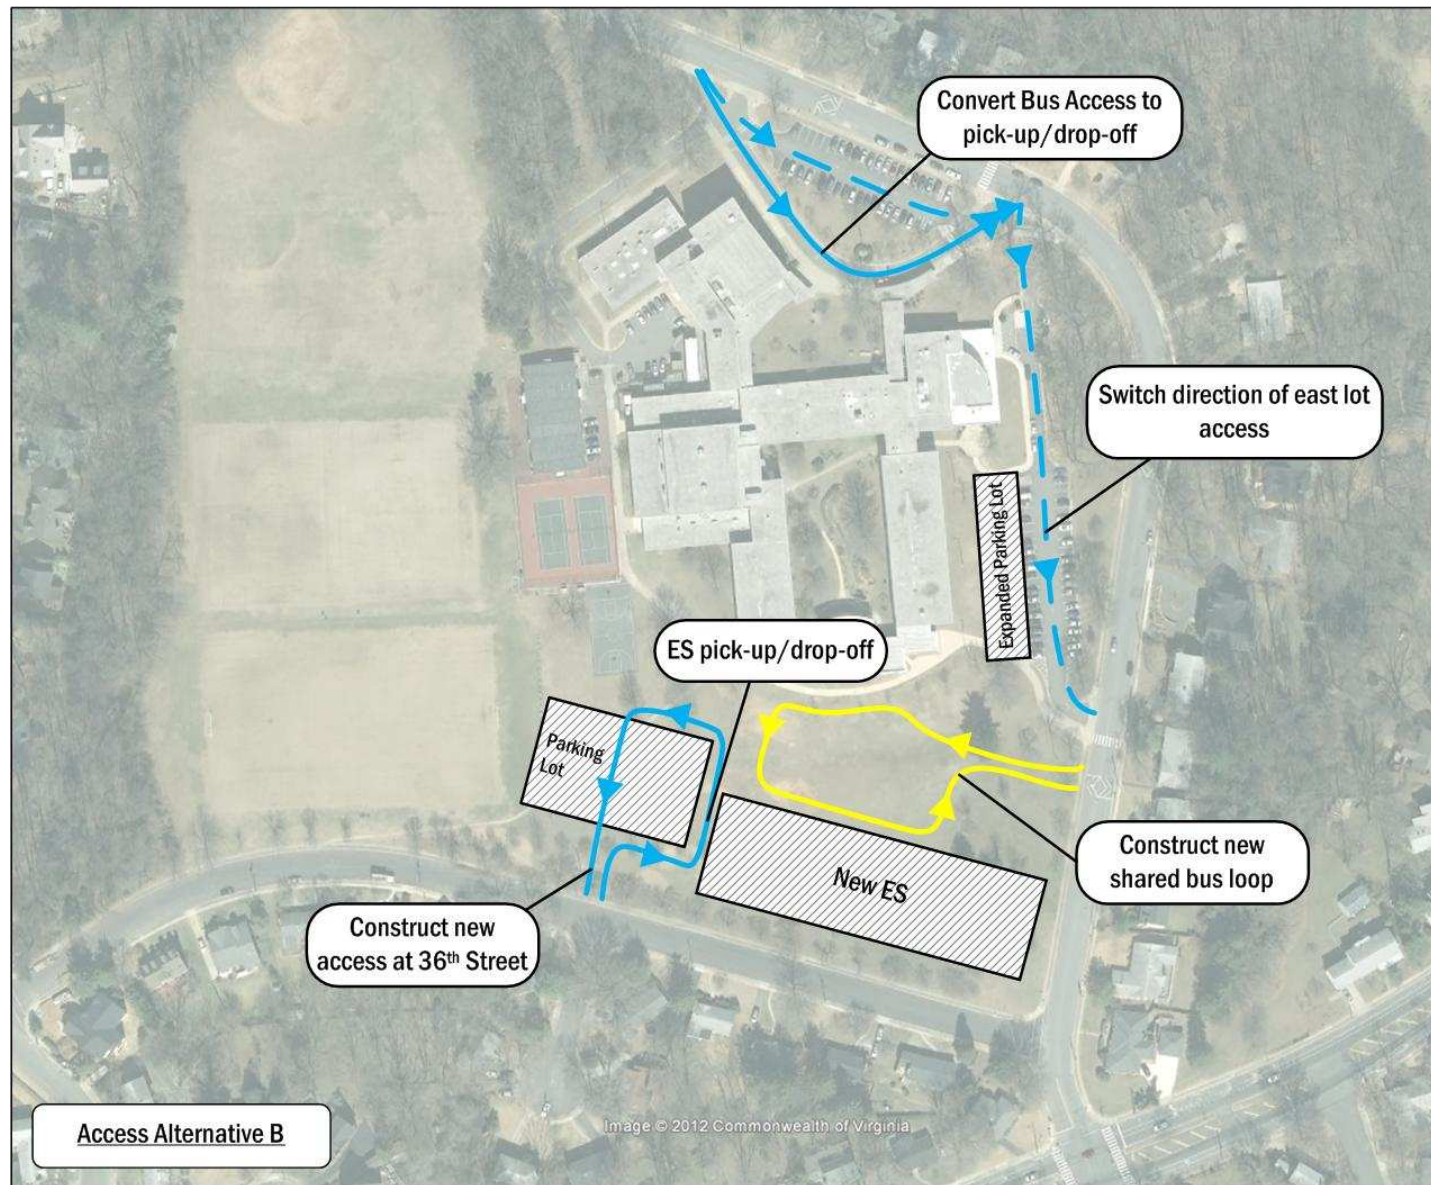 Convert Bus Access to
pick-up/drop-off
Switch direction of east lot
access
Expanded Parking Lot
ES pick-up/drop-off
Parking
Lot
New ES
Construct new
shared bus loop
Construct new
access at 36th Street
Access Alternative B
Image © 2012 Commonwealth of Virginia